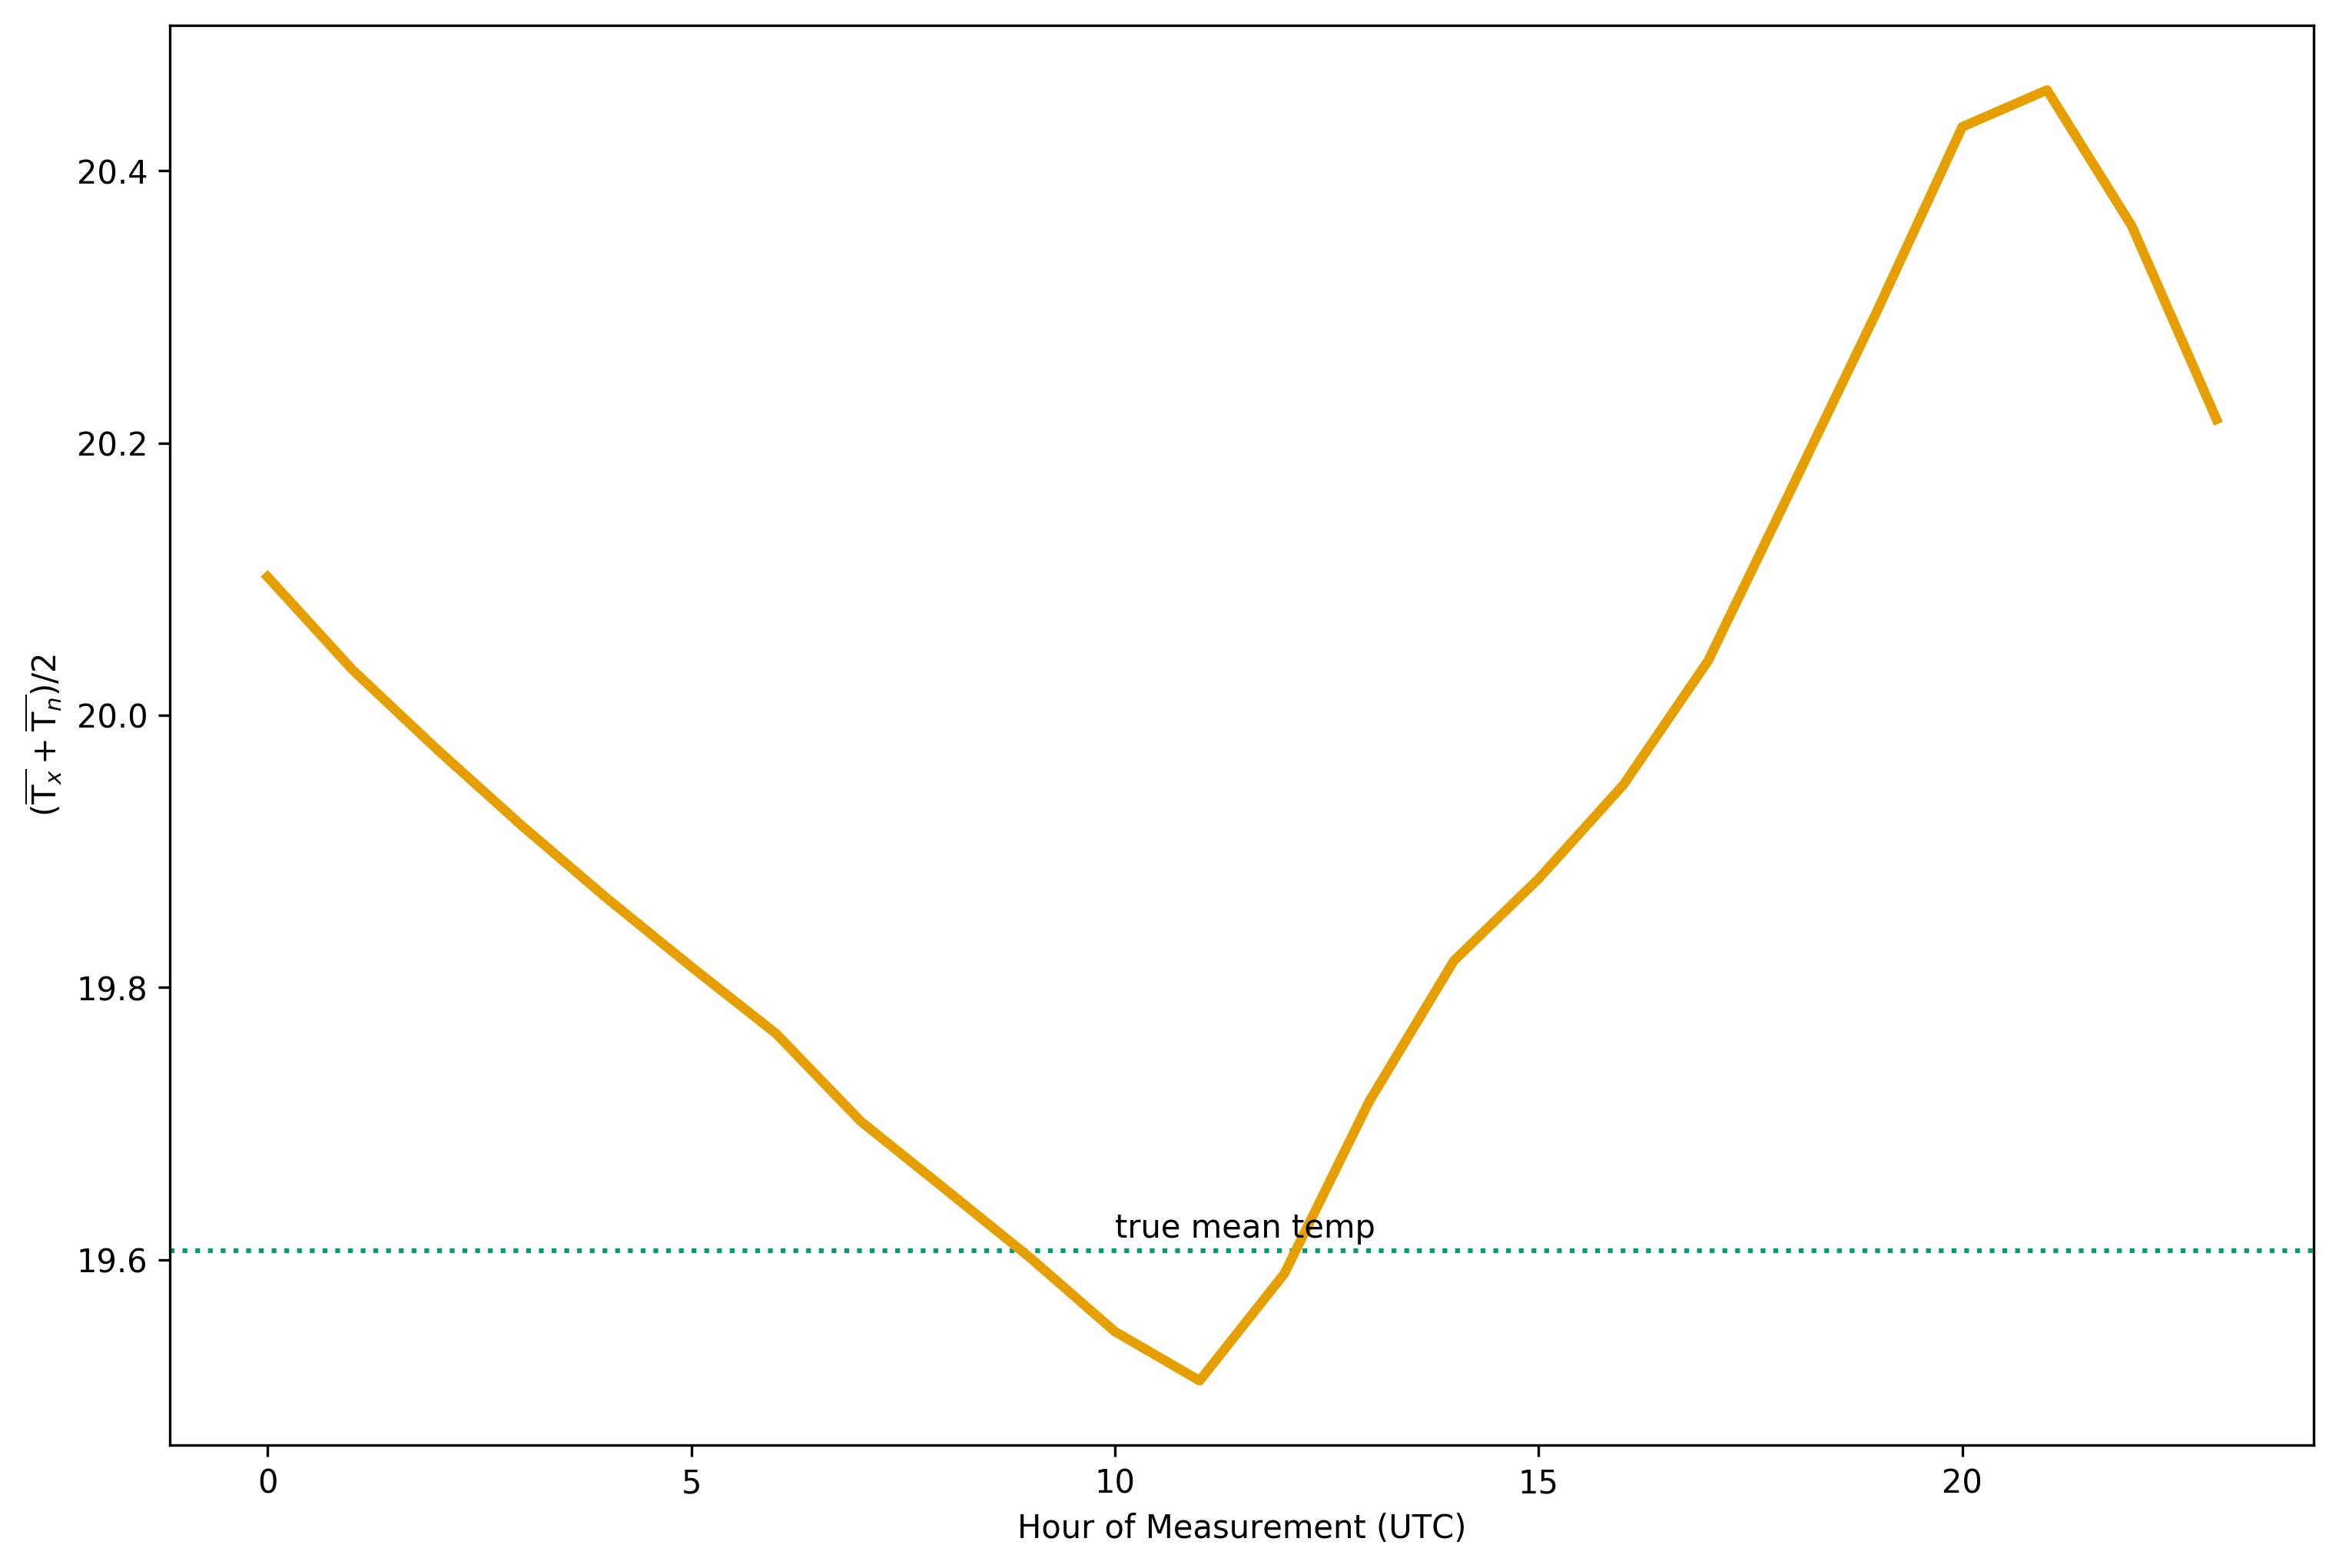 20.4
20.2
20.0
19.8
19.6
(T̅ₓ + T̅ₙ)/2
true mean temp
0 5 10 15 20
Hour of Measurement (UTC)